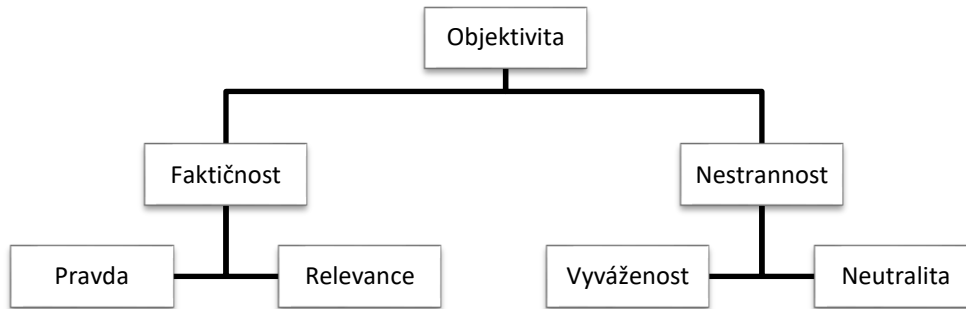 Objektivita
Faktičnost
Nestrannost
Pravda
Relevance
Vyváženost
Neutralita